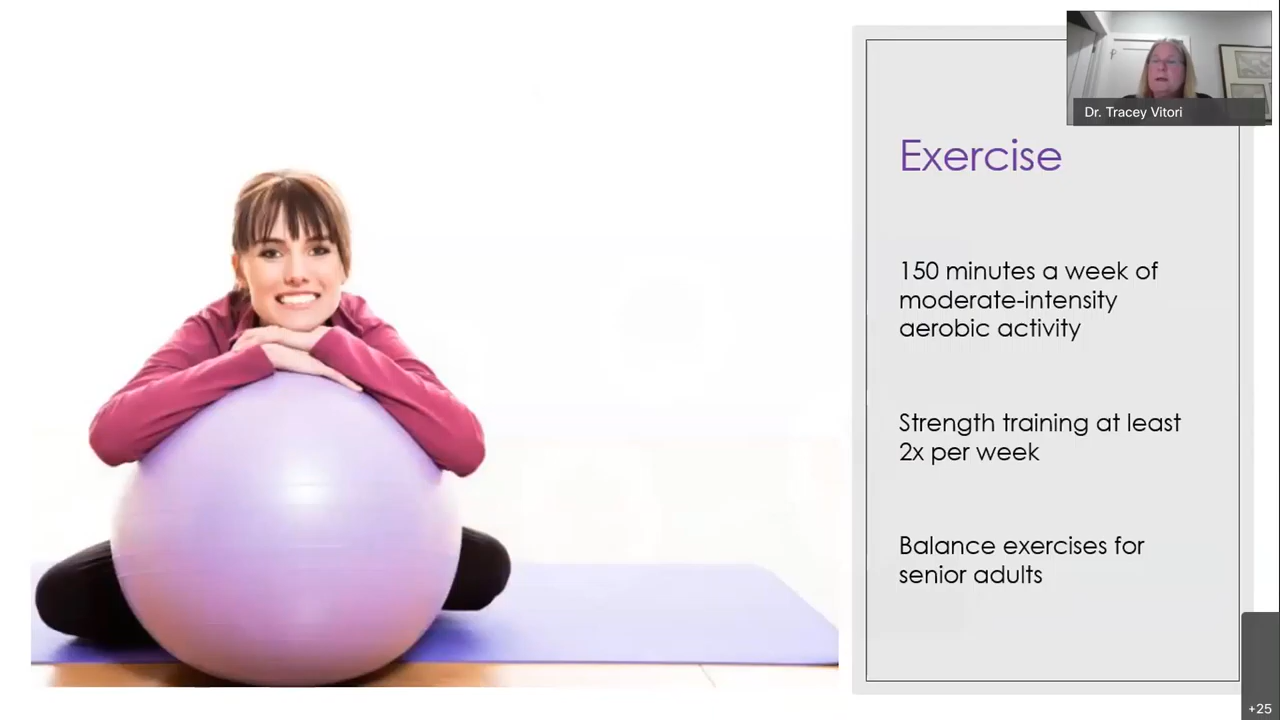 Dr. Tracey Vitori
Exercise
150 minutes a week of
moderate-intensity
aerobic activity
Strength training at least
2x per week
Balance exercises for
senior adults
+25